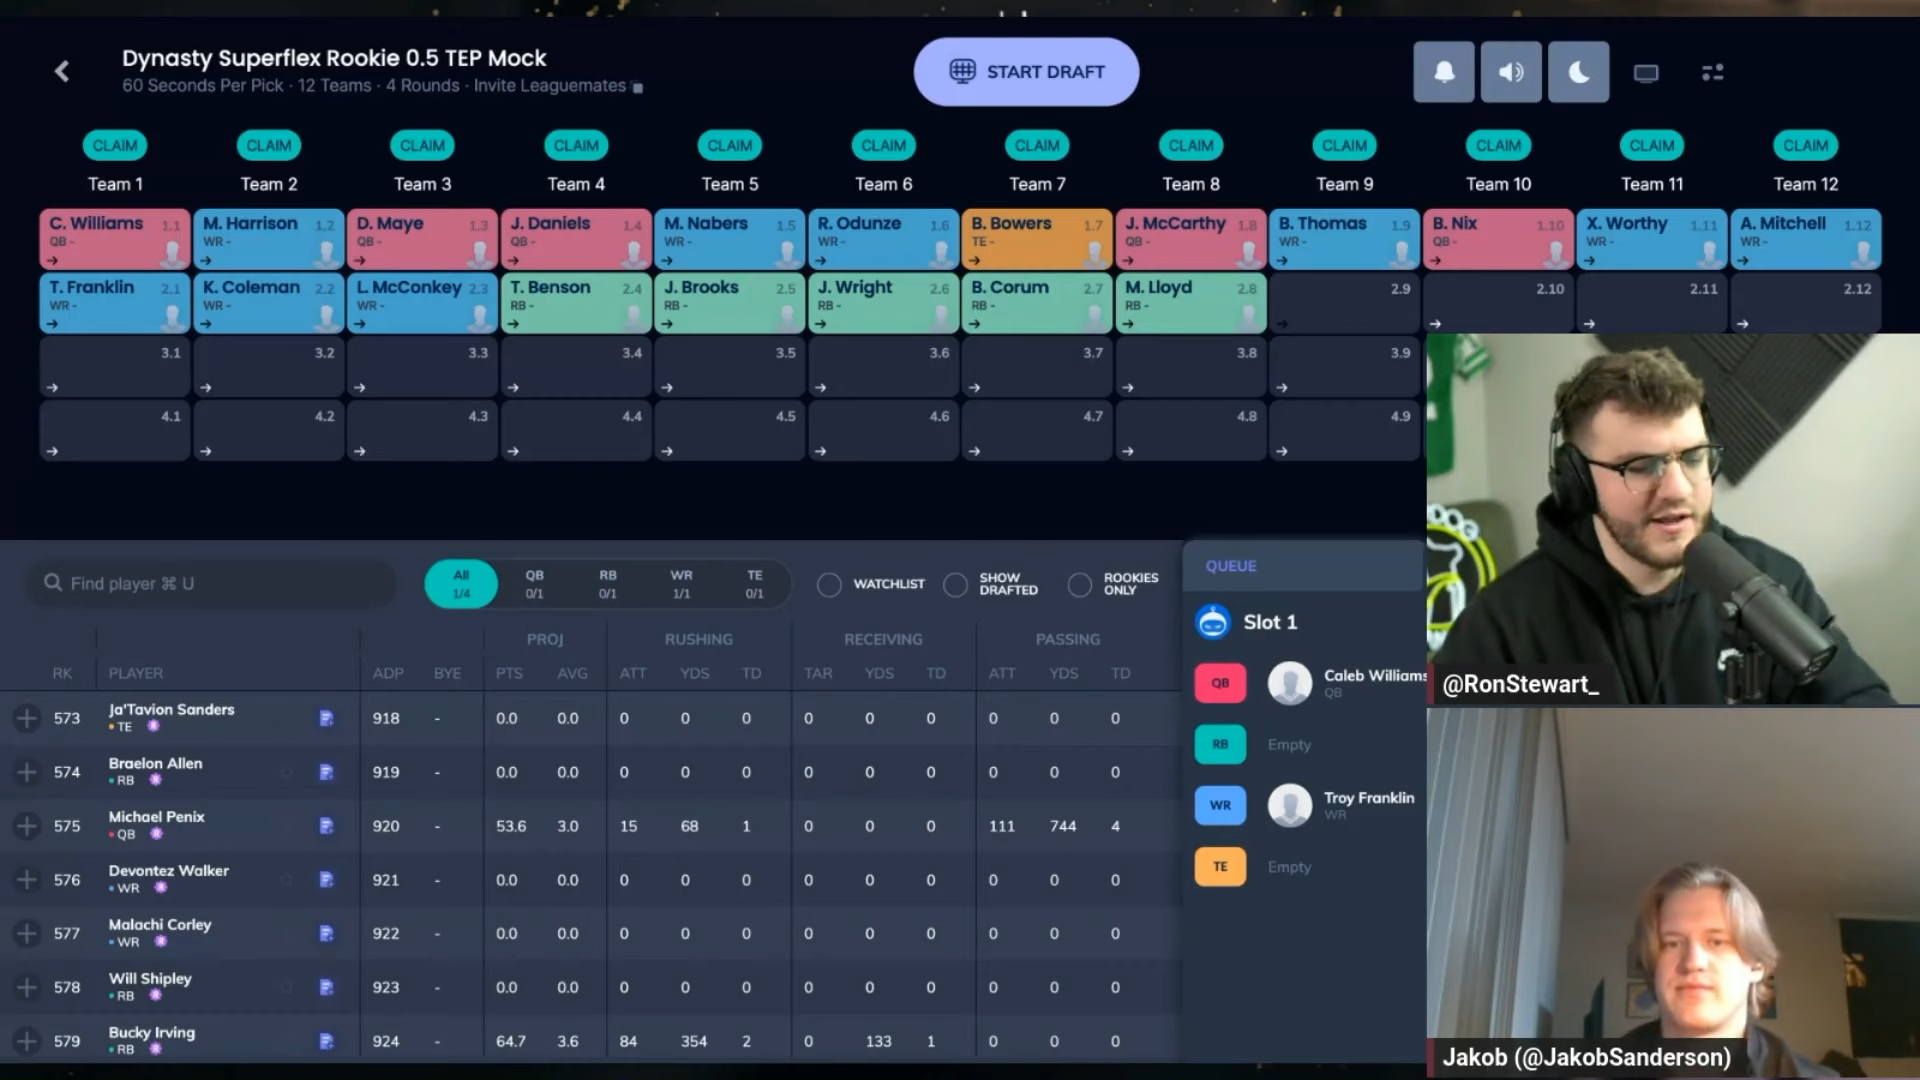 Dynasty Superflex Rookie 0.5 TEP Mock
60 Seconds Per Pick · 12 Teams · 4 Rounds · Invite Leaguemates
START DRAFT
CLAIM CLAIM CLAIM CLAIM CLAIM CLAIM CLAIM CLAIM CLAIM CLAIM CLAIM CLAIM
Team 1 Team 2 Team 3 Team 4 Team 5 Team 6 Team 7 Team 8 Team 9 Team 10 Team 11 Team 12
C. Williams 1.1 M. Harrison 1.2 D. Maye 1.3 J. Daniels 1.4 M. Nabers 1.5 R. Odunze 1.6 B. Bowers 1.7 J. McCarthy 1.8 B. Thomas 1.9 B. Nix 1.10 X. Worthy 1.11 A. Mitchell 1.12
QB - WR - QB - QB - WR - WR - TE - QB - WR - QB - WR - WR -
T. Franklin 2.1 K. Coleman 2.2 L. McConkey 2.3 T. Benson 2.4 J. Brooks 2.5 J. Wright 2.6 B. Corum 2.7 M. Lloyd 2.8 2.9 2.10 2.11 2.12
WR - WR - WR - RB - RB - RB - RB - RB -
3.1 3.2 3.3 3.4 3.5 3.6 3.7 3.8 3.9
4.1 4.2 4.3 4.4 4.5 4.6 4.7 4.8 4.9
Find player ⌘ U
All QB RB WR TE
1/4 0/1 0/1 1/1 0/1
WATCHLIST
SHOW
DRAFTED
ROOKIES
ONLY
PROJ RUSHING RECEIVING PASSING
RK PLAYER ADP BYE PTS AVG ATT YDS TD TAR YDS TD ATT YDS TD
573 Ja'Tavion Sanders 918 - 0.0 0.0 0 0 0 0 0 0 0 0 0
TE
574 Braelon Allen 919 - 0.0 0.0 0 0 0 0 0 0 0 0 0
RB
575 Michael Penix 920 - 53.6 3.0 15 68 1 0 0 0 111 744 4
QB
576 Devontez Walker 921 - 0.0 0.0 0 0 0 0 0 0 0 0 0
WR
577 Malachi Corley 922 - 0.0 0.0 0 0 0 0 0 0 0 0 0
WR
578 Will Shipley 923 - 0.0 0.0 0 0 0 0 0 0 0 0 0
RB
579 Bucky Irving 924 - 64.7 3.6 84 354 2 0 133 1 0 0 0
RB
QUEUE
Slot 1
QB Caleb Williams
QB
RB Empty
WR Troy Franklin
WR
TE Empty
@RonStewart_
Jakob (@JakobSanderson)